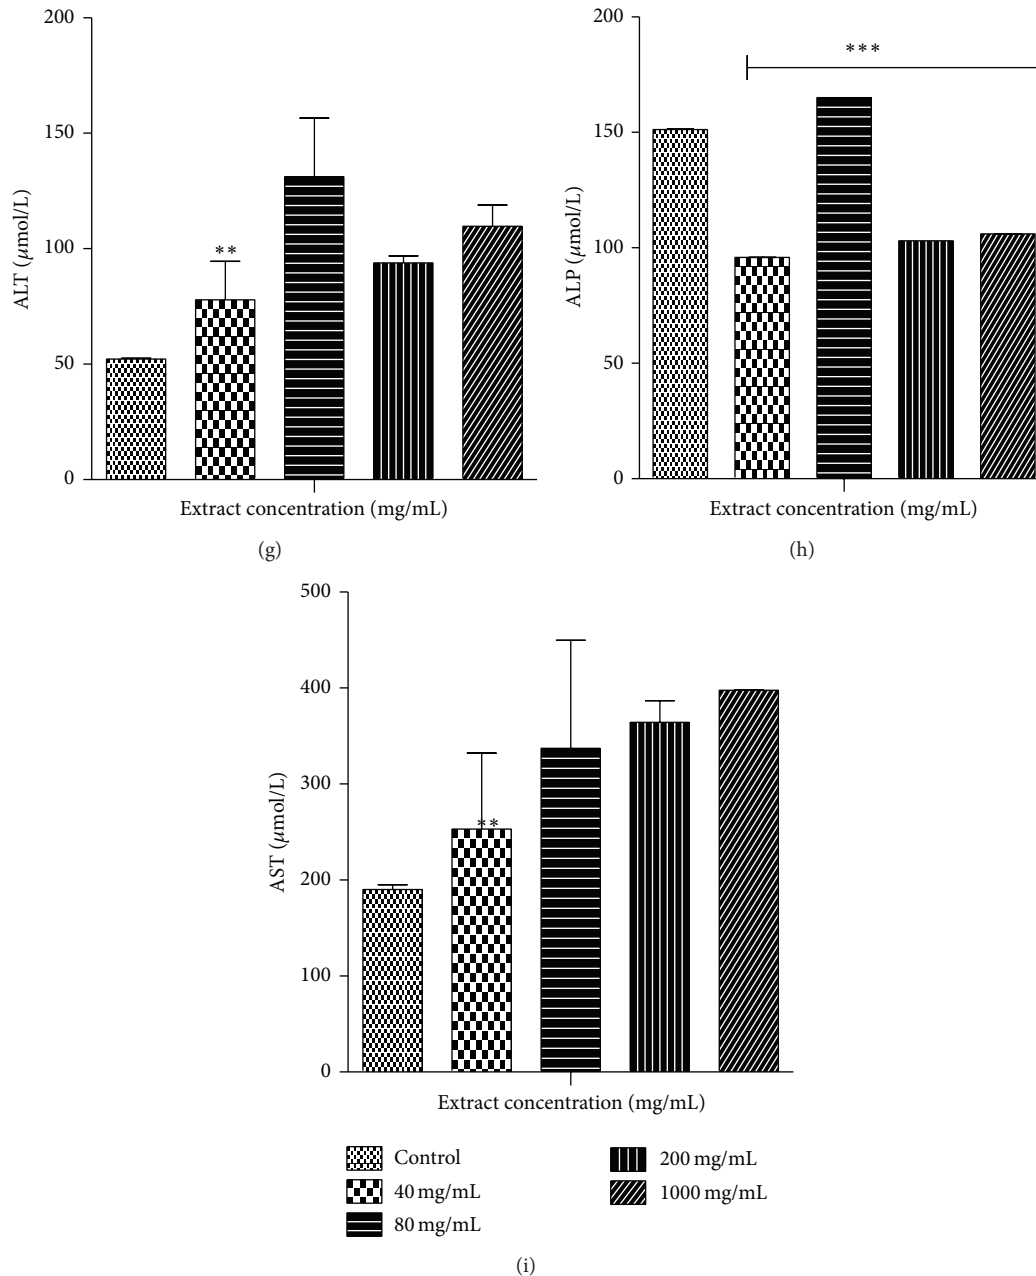 200
150
100
50
0
ALT (μmol/L)
**
Extract concentration (mg/mL)
(g)
200
150
100
50
0
ALP (μmol/L)
***
Extract concentration (mg/mL)
(h)
500
400
300
200
100
0
AST (μmol/L)
**
Extract concentration (mg/mL)
Control
40 mg/mL
80 mg/mL
200 mg/mL
1000 mg/mL
(i)